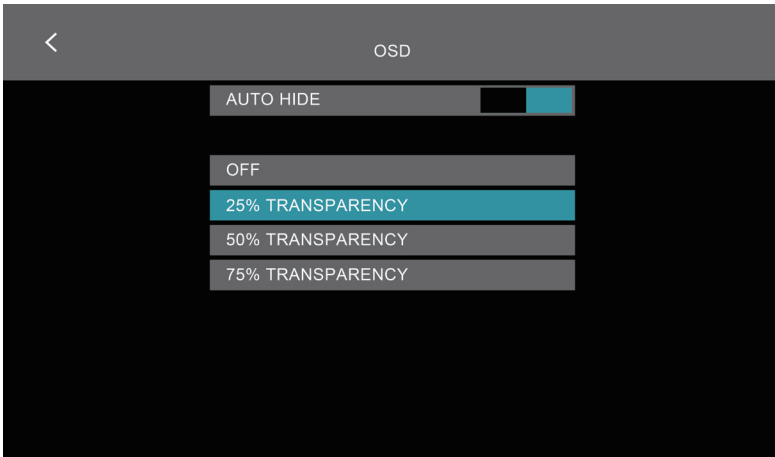 OSD
AUTO HIDE
OFF
25% TRANSPARENCY
50% TRANSPARENCY
75% TRANSPARENCY